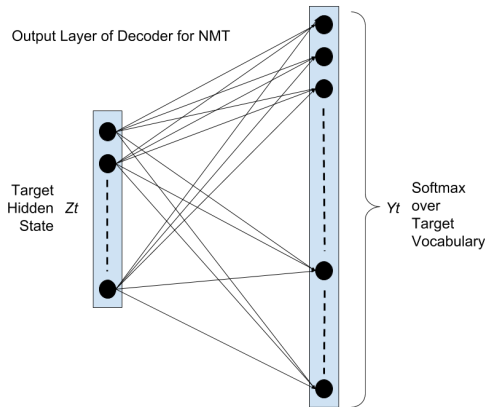 Output Layer of Decoder for NMT
Target
Hidden Zt
State
Yt
Softmax
over
Target
Vocabulary